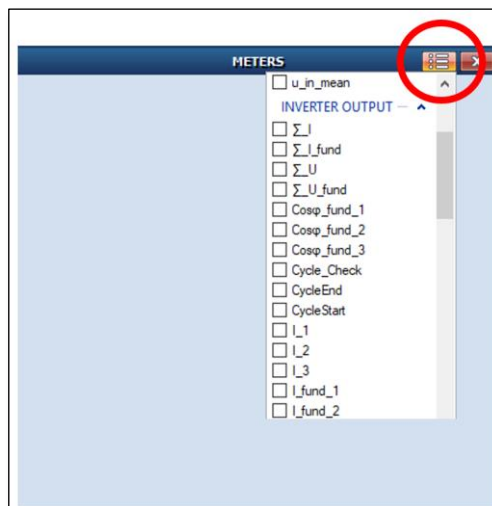 METERS
u_in_mean
INVERTER OUTPUT
∑_I
∑_I_fund
∑_U
∑_U_fund
Cosφ_fund_1
Cosφ_fund_2
Cosφ_fund_3
Cycle_Check
CycleEnd
CycleStart
I_1
I_2
I_3
I_fund_1
I_fund_2